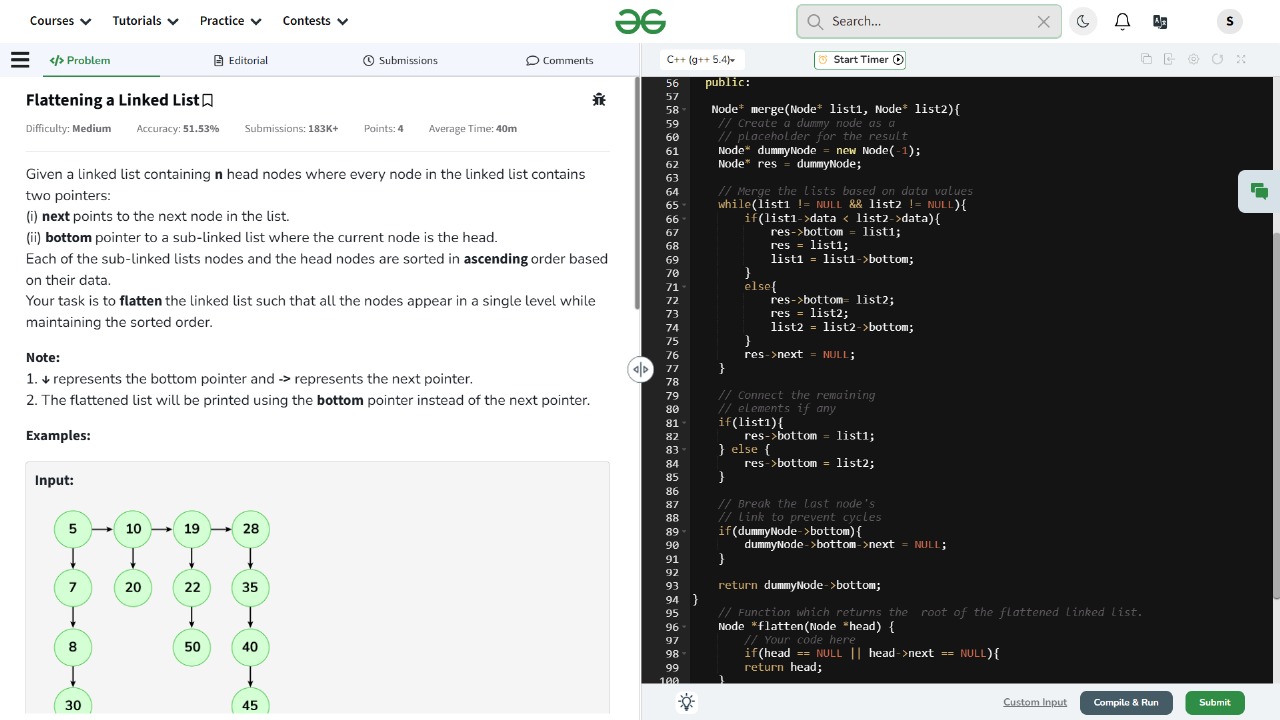 Courses Tutorials Practice Contests
Search...
S
Problem Editorial Submissions Comments
C++ (g++ 5.4) Start Timer
Flattening a Linked List
Difficulty: Medium Accuracy: 51.53% Submissions: 183K+ Points: 4 Average Time: 40m
Given a linked list containing n head nodes where every node in the linked list contains
two pointers:
(i) next points to the next node in the list.
(ii) bottom pointer to a sub-linked list where the current node is the head.
Each of the sub-linked lists nodes and the head nodes are sorted in ascending order based
on their data.
Your task is to flatten the linked list such that all the nodes appear in a single level while
maintaining the sorted order.
Note:
1. ↓ represents the bottom pointer and -> represents the next pointer.
2. The flattened list will be printed using the bottom pointer instead of the next pointer.
Examples:
Input:
5 10 19 28
7 20 22 35
8 50 40
30 45
56 public:
57
58 Node* merge(Node* list1, Node* list2){
59 // Create a dummy node as a
60 // placeholder for the result
61 Node* dummyNode = new Node(-1);
62 Node* res = dummyNode;
63
64 // Merge the lists based on data values
65 while(list1 != NULL && list2 != NULL){
66 if(list1->data < list2->data){
67 res->bottom = list1;
68 res = list1;
69 list1 = list1->bottom;
70 }
71 else{
72 res->bottom= list2;
73 res = list2;
74 list2 = list2->bottom;
75 }
76 res->next = NULL;
77 }
78
79 // Connect the remaining
80 // elements if any
81 if(list1){
82 res->bottom = list1;
83 } else {
84 res->bottom = list2;
85 }
86
87 // Break the last node's
88 // link to prevent cycles
89 if(dummyNode->bottom){
90 dummyNode->bottom->next = NULL;
91 }
92
93 return dummyNode->bottom;
94 }
95 // Function which returns the  root of the flattened linked list.
96 Node *flatten(Node *head) {
97 // Your code here
98 if(head == NULL || head->next == NULL){
99 return head;
100 }
Custom Input Compile & Run Submit